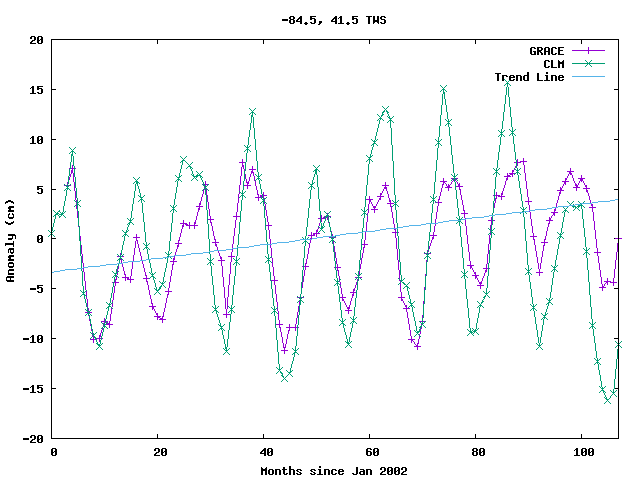 -84.5, 41.5 TWS
GRACE
CLM
Trend Line
20
15
10
5
0
-5
-10
-15
-20
Anomaly (cm)
0 20 40 60 80 100
Months since Jan 2002